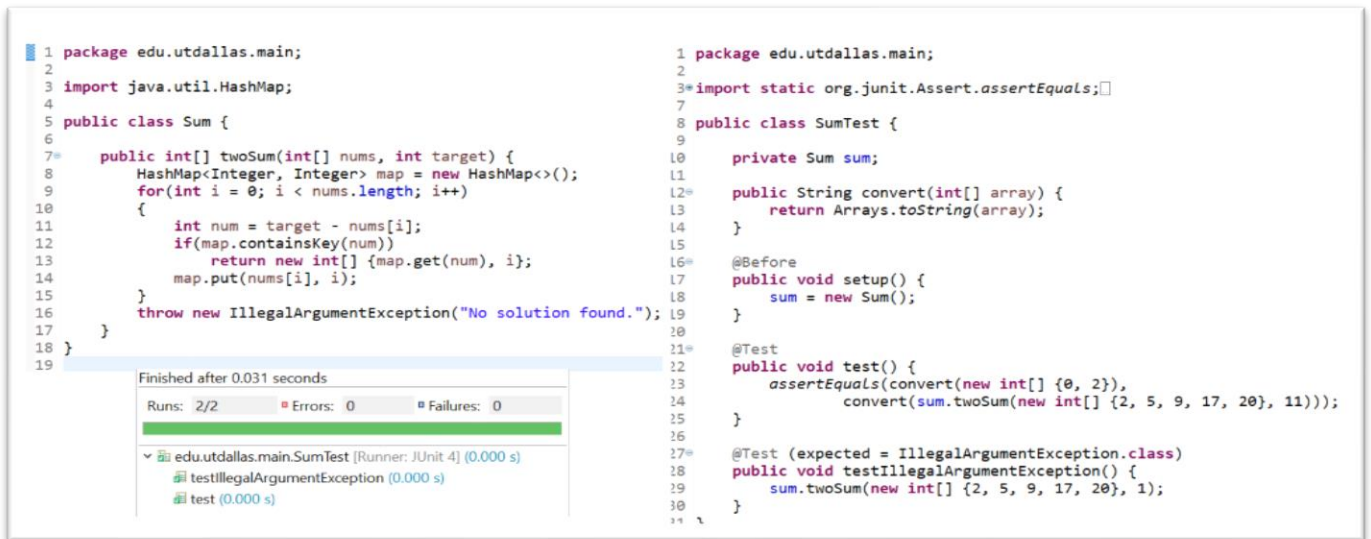 1 package edu.utdallas.main;
2
3 import java.util.HashMap;
4
5 public class Sum {
6
7 public int[] twoSum(int[] nums, int target) {
8 HashMap<Integer, Integer> map = new HashMap<>();
9 for(int i = 0; i < nums.length; i++)
10 {
11 int num = target - nums[i];
12 if(map.containsKey(num))
13 return new int[] {map.get(num), i};
14 map.put(nums[i], i);
15 }
16 throw new IllegalArgumentException("No solution found.");
17 }
18 }
19
Finished after 0.031 seconds
Runs: 2/2 Errors: 0 Failures: 0
edu.utdallas.main.SumTest [Runner: JUnit 4] (0.000 s)
testIllegalArgumentException (0.000 s)
test (0.000 s)
1 package edu.utdallas.main;
2
3 import static org.junit.Assert.assertEquals;
7
8 public class SumTest {
9
10 private Sum sum;
11
12 public String convert(int[] array) {
13 return Arrays.toString(array);
14 }
15
16 @Before
17 public void setup() {
18 sum = new Sum();
19 }
20
21 @Test
22 public void test() {
23 assertEquals(convert(new int[] {0, 2}),
24 convert(sum.twoSum(new int[] {2, 5, 9, 17, 20}, 11)));
25 }
26
27 @Test (expected = IllegalArgumentException.class)
28 public void testIllegalArgumentException() {
29 sum.twoSum(new int[] {2, 5, 9, 17, 20}, 1);
30 }
31 }